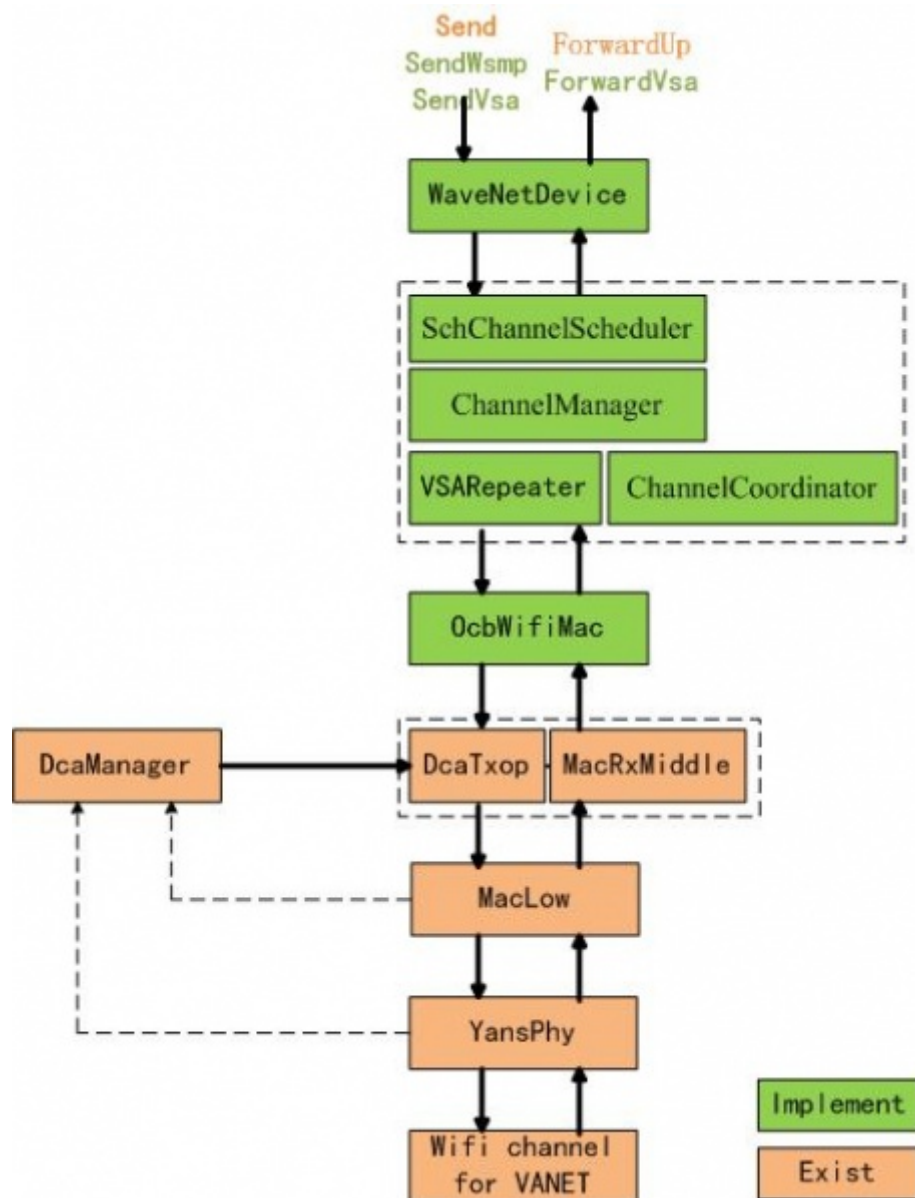 Send
SendWsmp
SendVsa
ForwardUp
ForwardVsa
WaveNetDevice
SchChannelScheduler
ChannelManager
VSARepeater
ChannelCoordinator
OcbWifiMac
DcaManager
DcaTxop
MacRxMiddle
MacLow
YansPhy
Wifi channel
for VANET
Implement
Exist